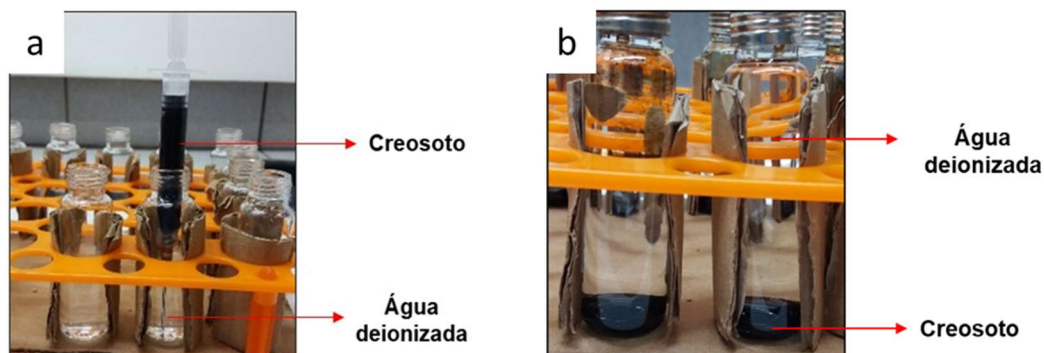 a
Creosoto
Água
deionizada
b
Água
deionizada
Creosoto